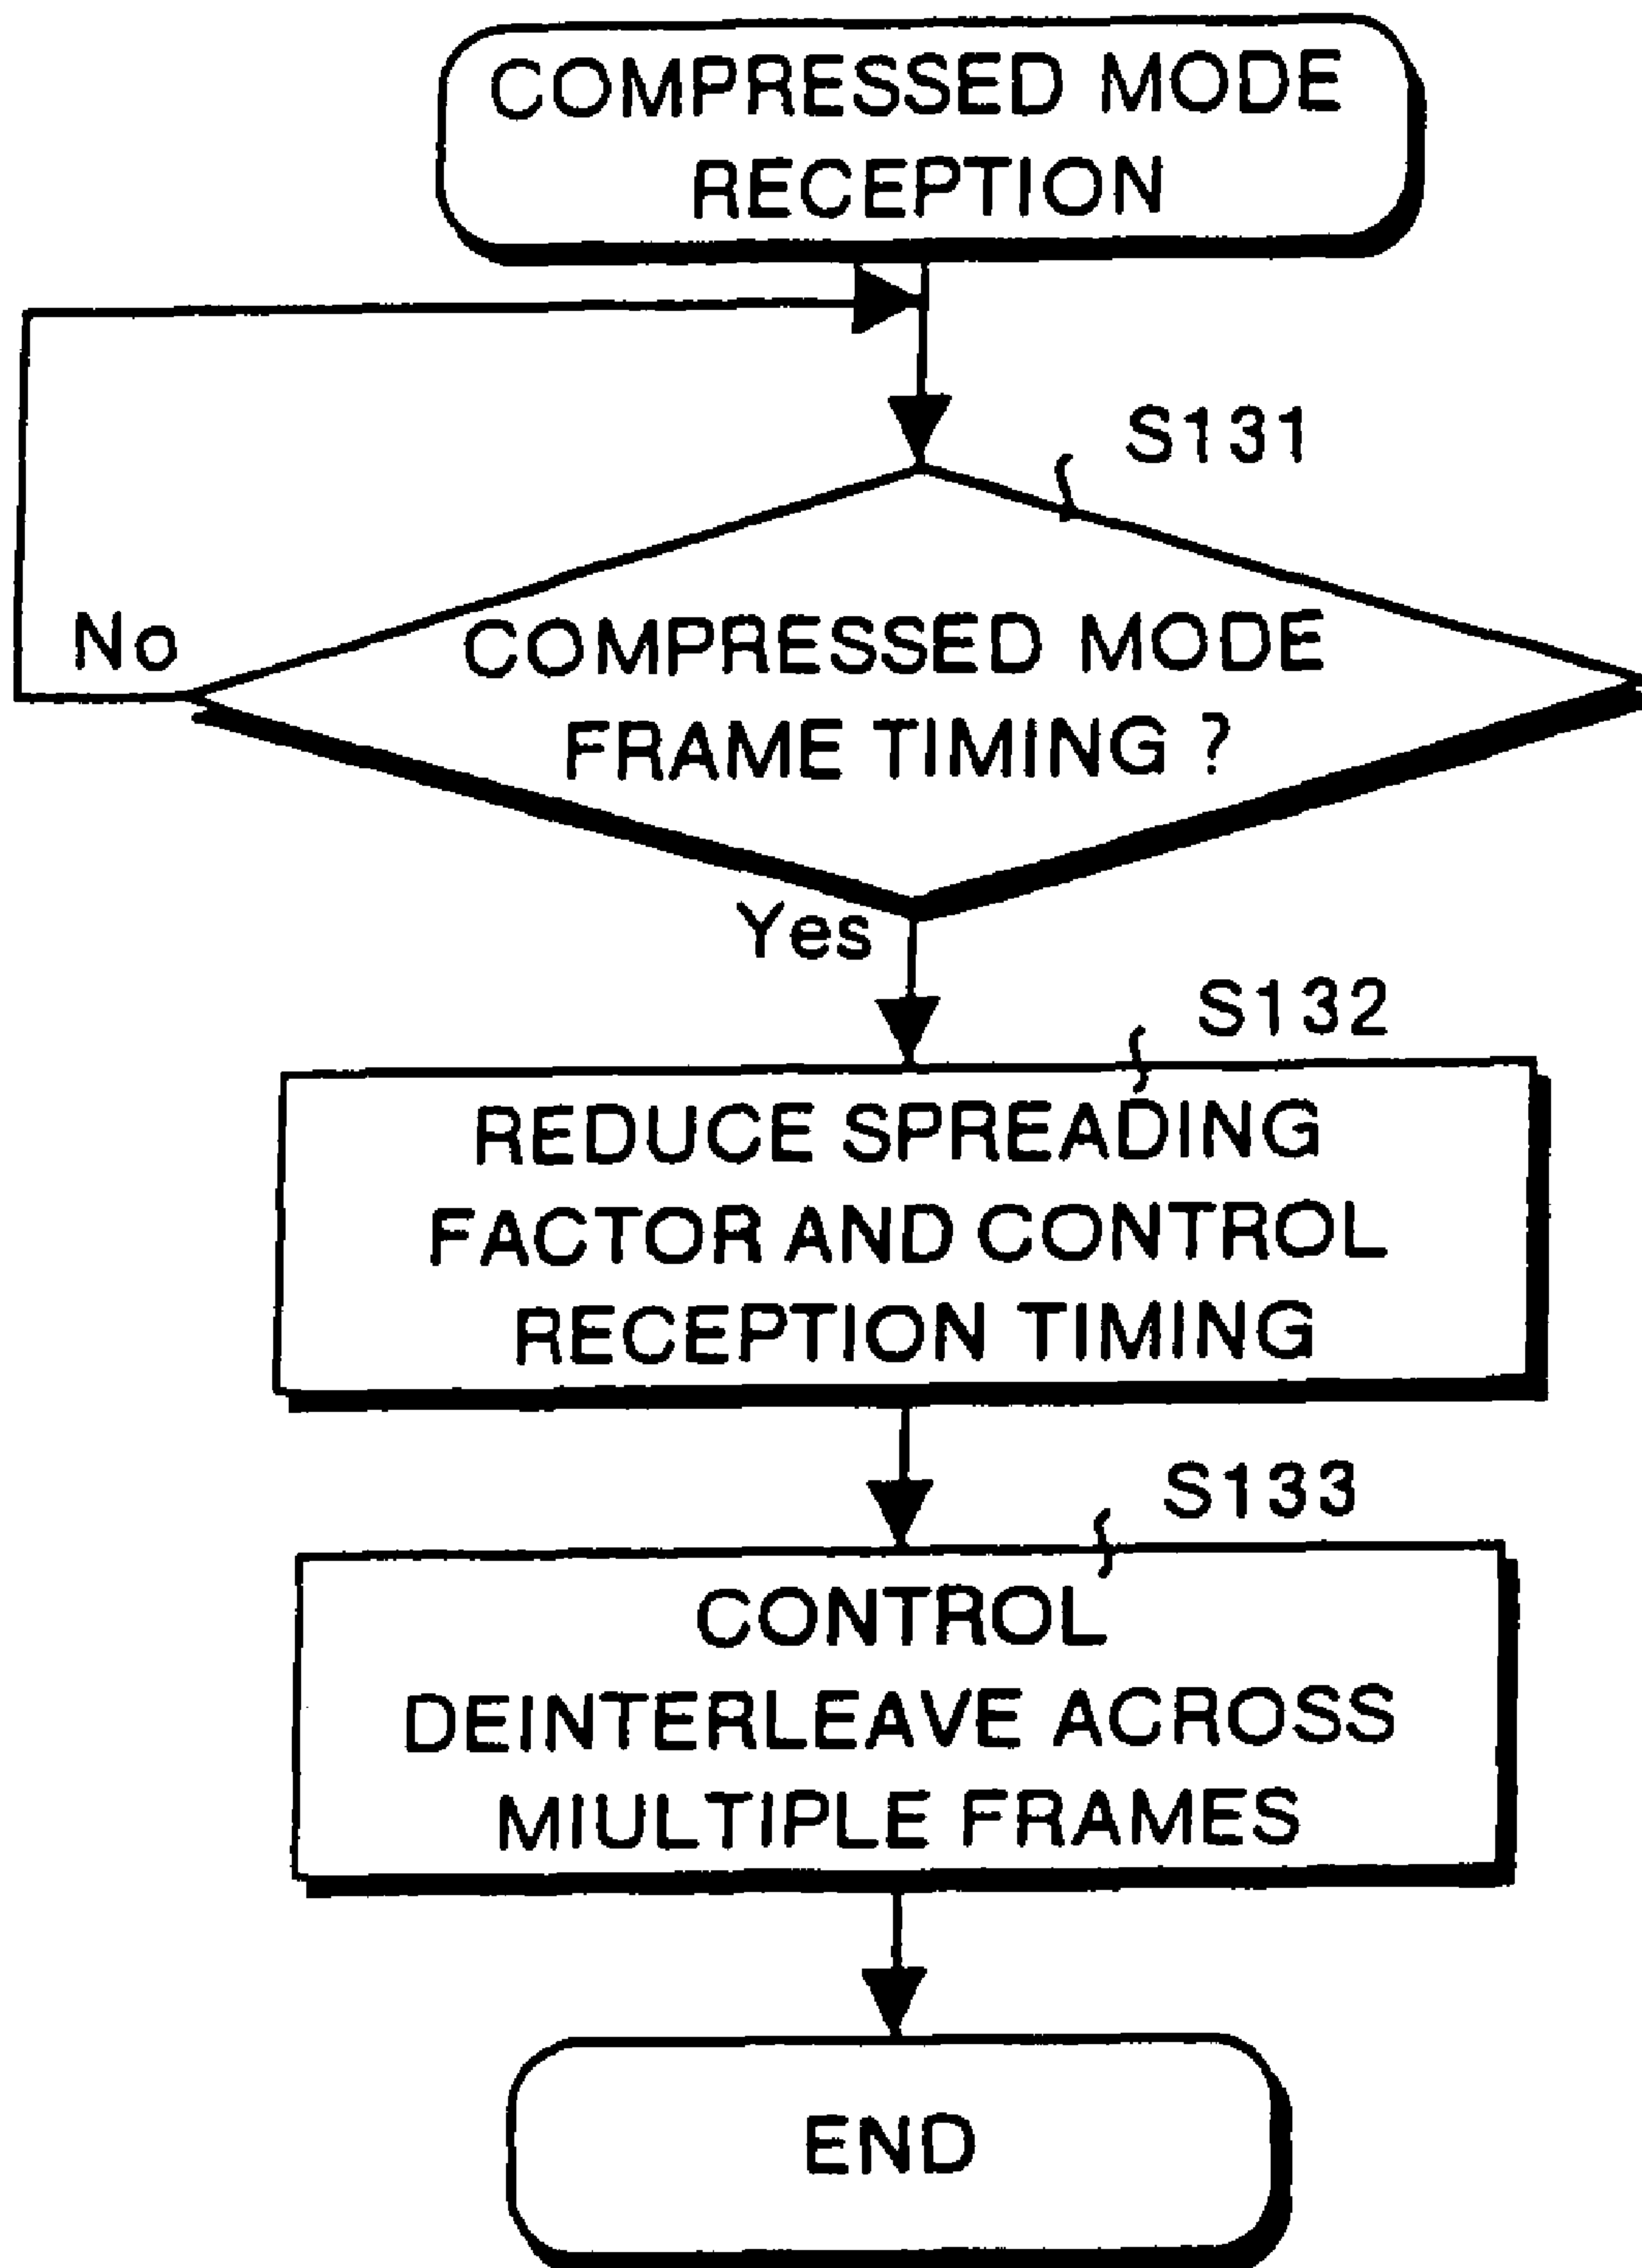 COMPRESSED MODE
RECEPTION
S131
No
COMPRESSED MODE
FRAME TIMING ?
Yes
S132
REDUCE SPREADING
FACTOR AND CONTROL
RECEPTION TIMING
S133
CONTROL
DEINTERLEAVE ACROSS
MIULTIPLE FRAMES
END